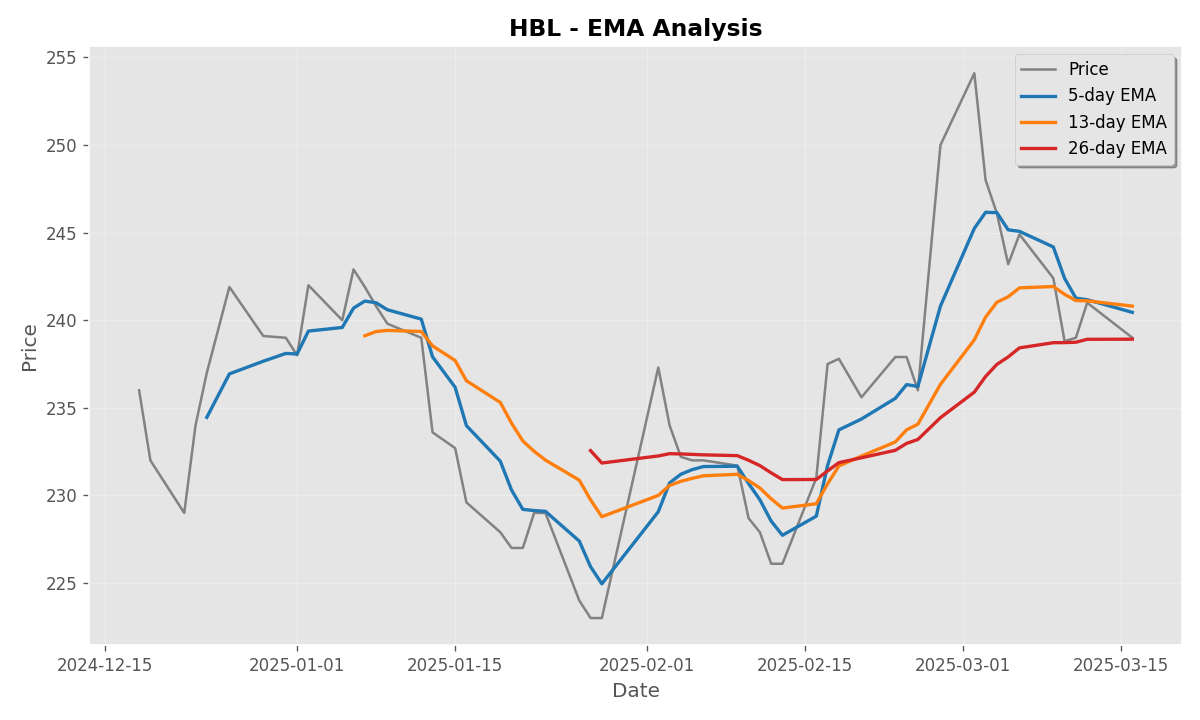 HBL - EMA Analysis
Price
5-day EMA
13-day EMA
26-day EMA
Price
255
250
245
240
235
230
225
2024-12-15 2025-01-01 2025-01-15 2025-02-01 2025-02-15 2025-03-01 2025-03-15
Date